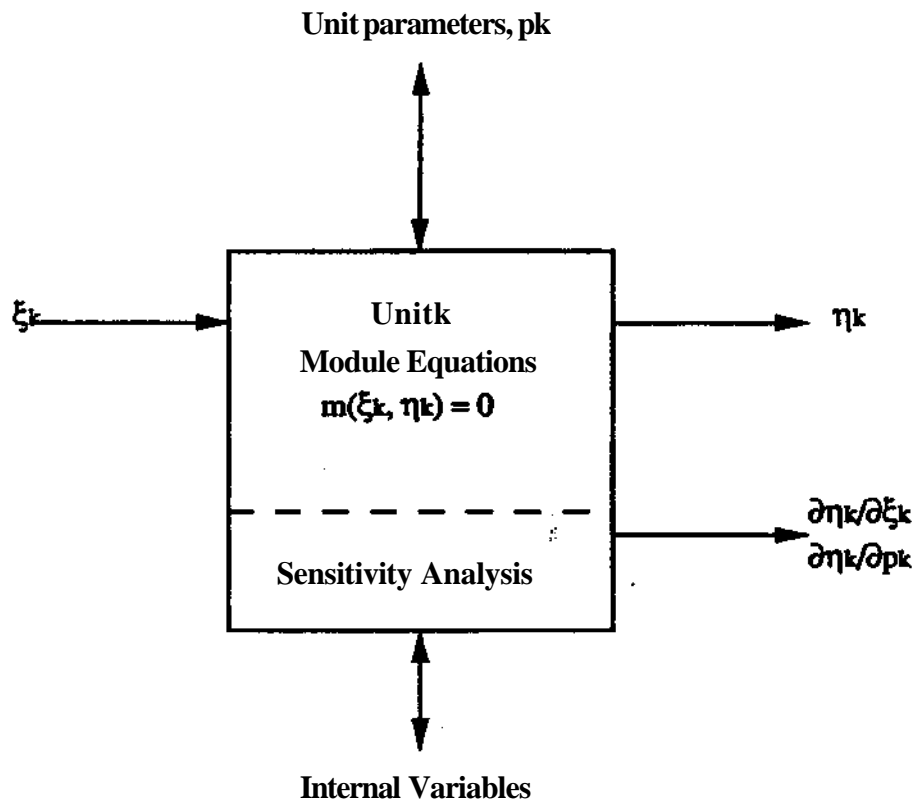 Unit parameters, pk
ξk
Unitk
ηk
Module Equations
m(ξk, ηk) = 0
∂ηk/∂ξk
∂ηk/∂pk
Sensitivity Analysis
Internal Variables